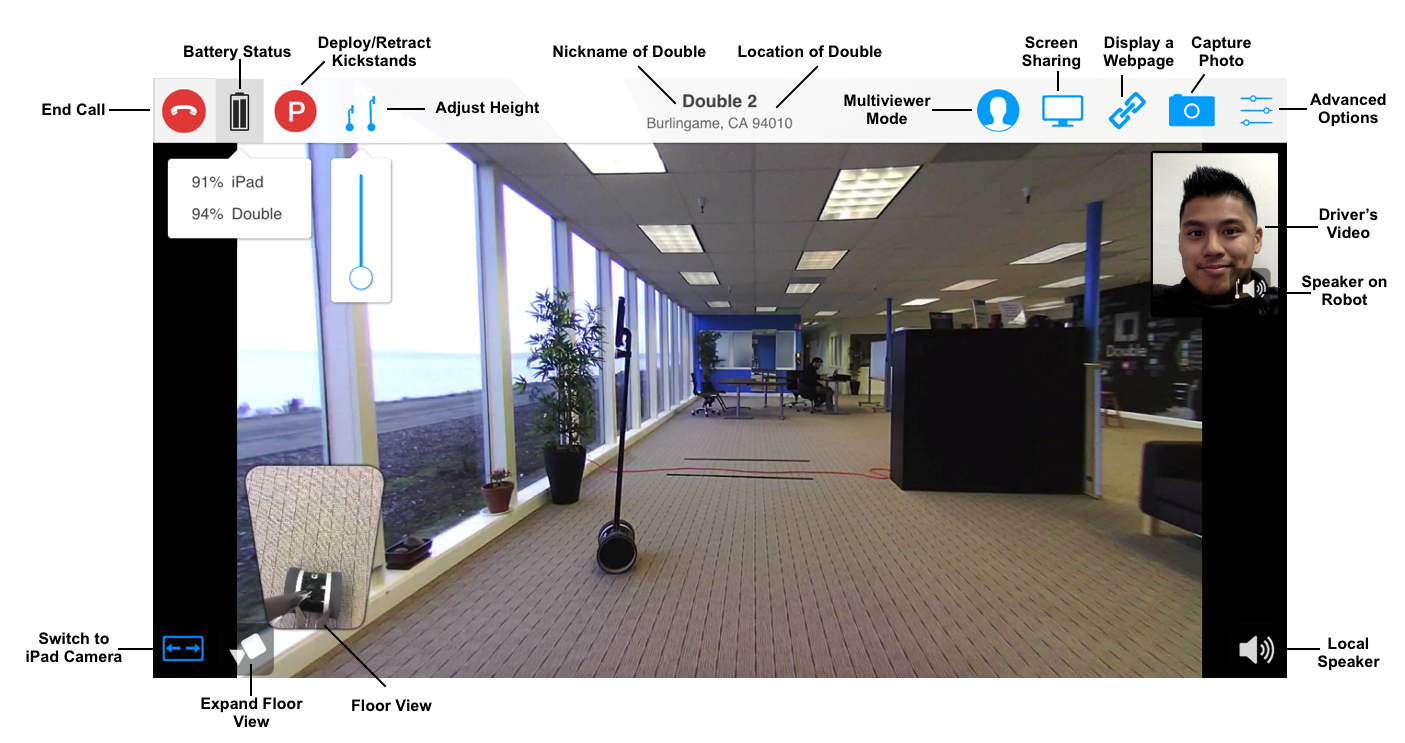 Battery Status
Deploy/Retract
Kickstands
Nickname of Double
Location of Double
Screen
Sharing
Display a
Webpage
Capture
Photo
End Call
P
Adjust Height
Double 2
Burlingame, CA 94010
Multiviewer
Mode
Advanced
Options
91% iPad
94% Double
Driver's
Video
Speaker on
Robot
Double
Switch to
iPad Camera
Expand Floor
View
Floor View
Local
Speaker